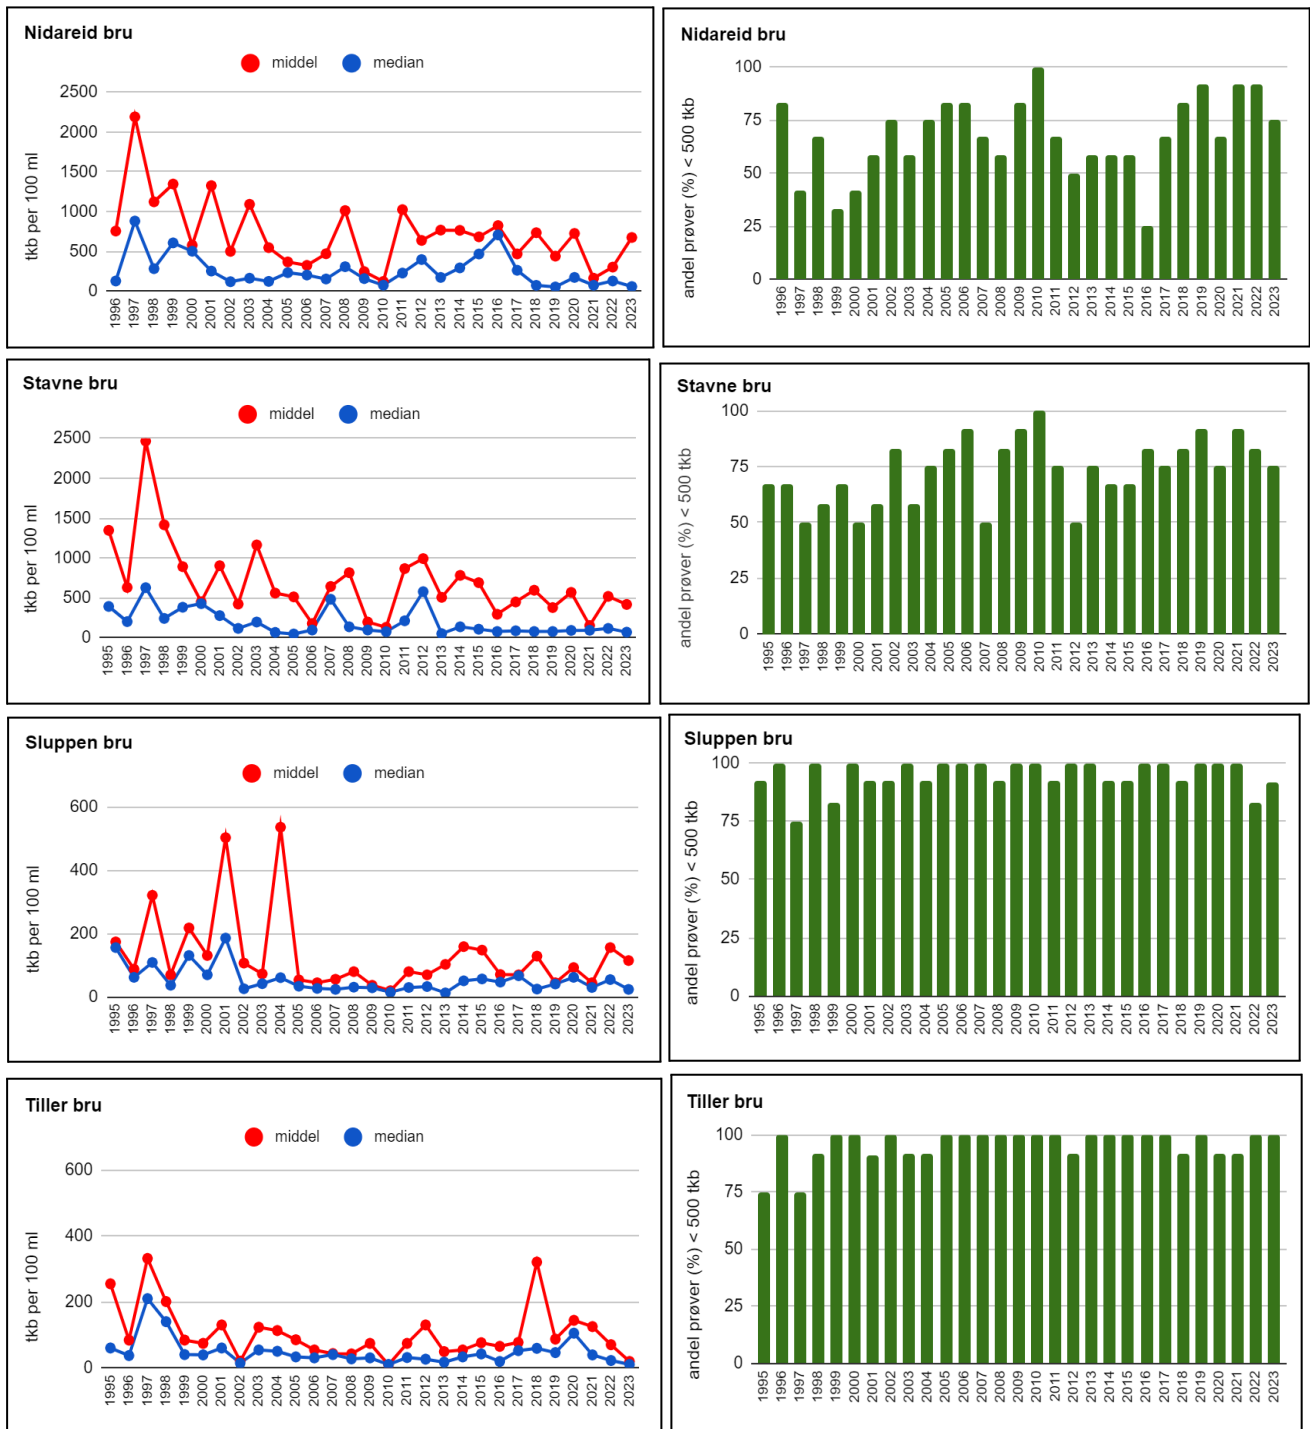 Nidareid bru
middel median
tkb per 100 ml
2500
2000
1500
1000
500
0
1996 1997 1998 1999 2000 2001 2002 2003 2004 2005 2006 2007 2008 2009 2010 2011 2012 2013 2014 2015 2016 2017 2018 2019 2020 2021 2022 2023
Nidareid bru
andel prøver (%) < 500 tkb
100
75
50
25
0
1996 1997 1998 1999 2000 2001 2002 2003 2004 2005 2006 2007 2008 2009 2010 2011 2012 2013 2014 2015 2016 2017 2018 2019 2020 2021 2022 2023
Stavne bru
middel median
tkb per 100 ml
2500
2000
1500
1000
500
0
1995 1996 1997 1998 1999 2000 2001 2002 2003 2004 2005 2006 2007 2008 2009 2010 2011 2012 2013 2014 2015 2016 2017 2018 2019 2020 2021 2022 2023
Stavne bru
andel prøver (%) < 500 tkb
100
75
50
25
0
1995 1996 1997 1998 1999 2000 2001 2002 2003 2004 2005 2006 2007 2008 2009 2010 2011 2012 2013 2014 2015 2016 2017 2018 2019 2020 2021 2022 2023
Sluppen bru
middel median
tkb per 100 ml
600
400
200
0
1995 1996 1997 1998 1999 2000 2001 2002 2003 2004 2005 2006 2007 2008 2009 2010 2011 2012 2013 2014 2015 2016 2017 2018 2019 2020 2021 2022 2023
Sluppen bru
andel prøver (%) < 500 tkb
100
75
50
25
0
1995 1996 1997 1998 1999 2000 2001 2002 2003 2004 2005 2006 2007 2008 2009 2010 2011 2012 2013 2014 2015 2016 2017 2018 2019 2020 2021 2022 2023
Tiller bru
middel median
tkb per 100 ml
600
400
200
0
1995 1996 1997 1998 1999 2000 2001 2002 2003 2004 2005 2006 2007 2008 2009 2010 2011 2012 2013 2014 2015 2016 2017 2018 2019 2020 2021 2022 2023
Tiller bru
andel prøver (%) < 500 tkb
100
75
50
25
0
1995 1996 1997 1998 1999 2000 2001 2002 2003 2004 2005 2006 2007 2008 2009 2010 2011 2012 2013 2014 2015 2016 2017 2018 2019 2020 2021 2022 2023